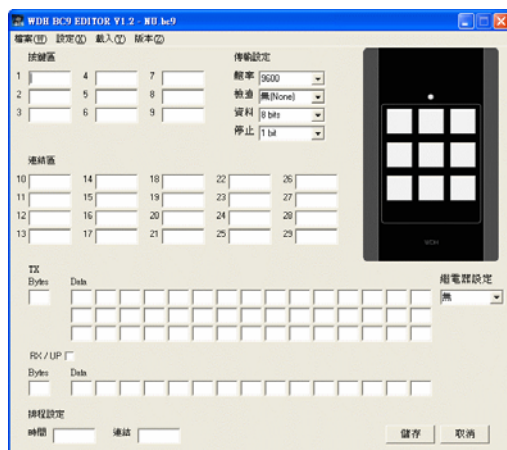 WDH BC9 EDITOR V1.2 - NU.bc9
檔案(W) 設定(X) 載入(Y) 版本(Z)
按鍵區
傳輸設定
1 4 7 鮑率 9600
2 5 8 檢查 無(None)
3 6 9 資料 8 bits
停止 1 bit
連結區
10 14 18 22 26
11 15 19 23 27
12 16 20 24 28
13 17 21 25 29
WDH
TX
Bytes Data
繼電器設定
無
RX / UP
Bytes Data
排程設定
時間 連結
儲存 取消